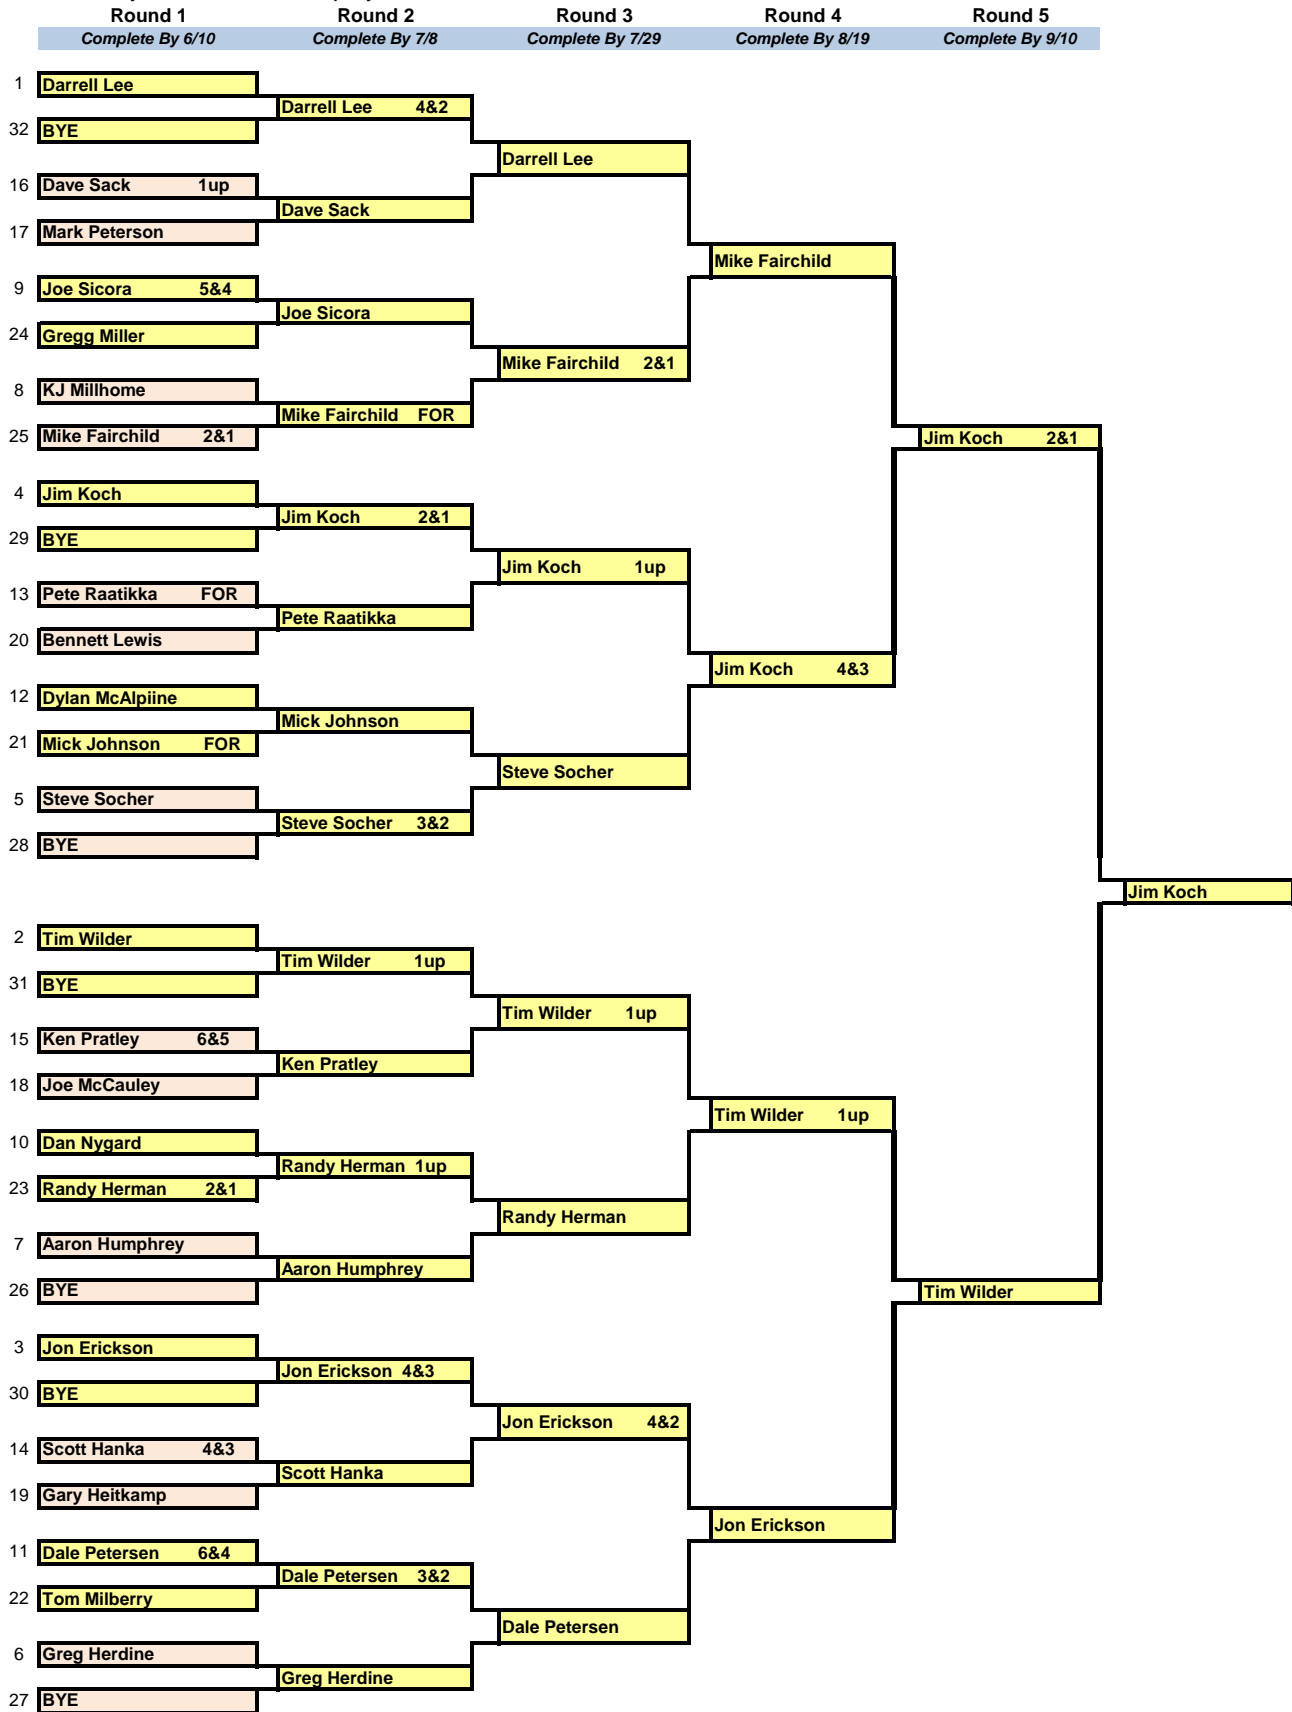 Round 1 Round 2 Round 3 Round 4 Round 5
Complete By 6/10 Complete By 7/8 Complete By 7/29 Complete By 8/19 Complete By 9/10
1 Darrell Lee
Darrell Lee 4&2
32 BYE
Darrell Lee
16 Dave Sack 1up
Dave Sack
17 Mark Peterson
Mike Fairchild
9 Joe Sicora 5&4
Joe Sicora
24 Gregg Miller
Mike Fairchild 2&1
8 KJ Millhome
Mike Fairchild FOR
25 Mike Fairchild 2&1
Jim Koch 2&1
4 Jim Koch
Jim Koch 2&1
29 BYE
Jim Koch 1up
13 Pete Raatikka FOR
Pete Raatikka
20 Bennett Lewis
Jim Koch 4&3
12 Dylan McAlpiine
Mick Johnson
21 Mick Johnson FOR
Steve Socher
5 Steve Socher
Steve Socher 3&2
28 BYE
Jim Koch
2 Tim Wilder
Tim Wilder 1up
31 BYE
Tim Wilder 1up
15 Ken Pratley 6&5
Ken Pratley
18 Joe McCauley
Tim Wilder 1up
10 Dan Nygard
Randy Herman 1up
23 Randy Herman 2&1
Randy Herman
7 Aaron Humphrey
Aaron Humphrey
26 BYE
Tim Wilder
3 Jon Erickson
Jon Erickson 4&3
30 BYE
Jon Erickson 4&2
14 Scott Hanka 4&3
Scott Hanka
19 Gary Heitkamp
Jon Erickson
11 Dale Petersen 6&4
Dale Petersen 3&2
22 Tom Milberry
Dale Petersen
6 Greg Herdine
Greg Herdine
27 BYE